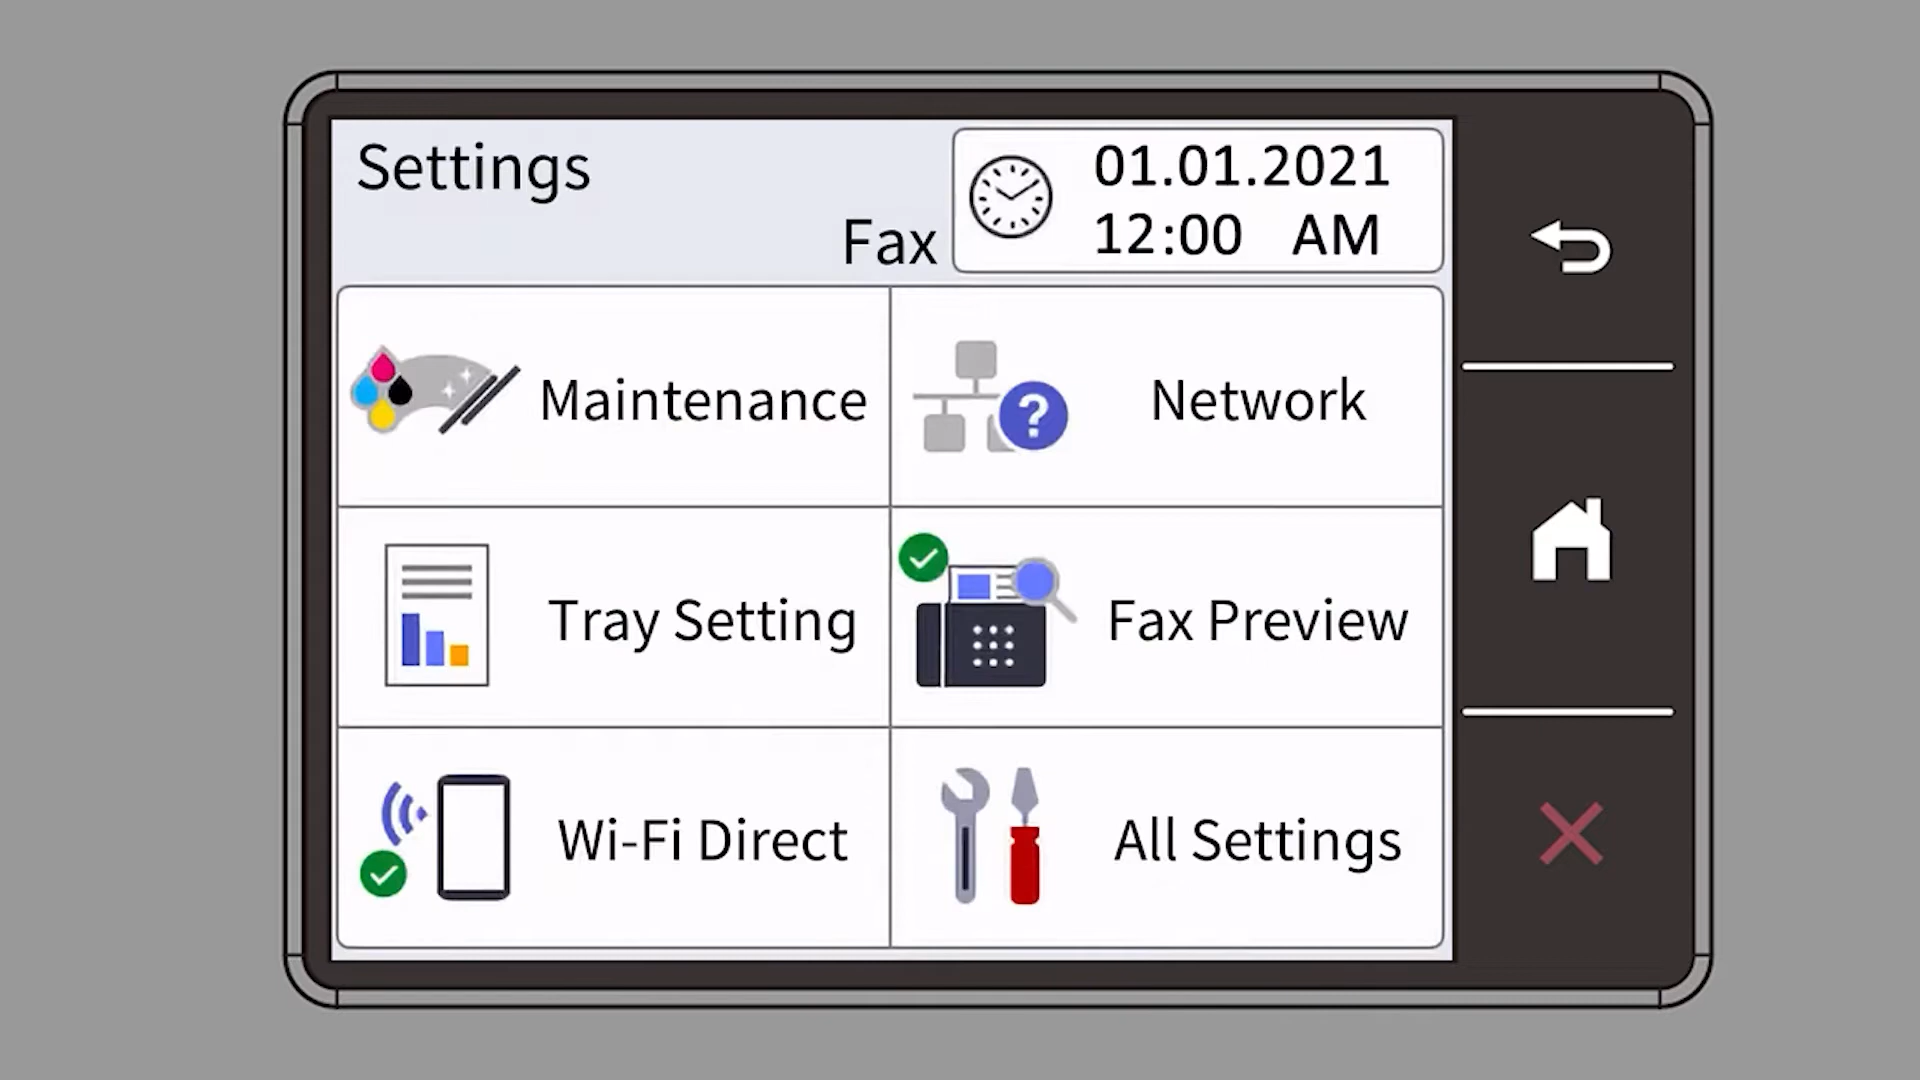 Settings
Fax
01.01.2021
12:00 AM
Maintenance
Network
Tray Setting
Fax Preview
Wi-Fi Direct
All Settings